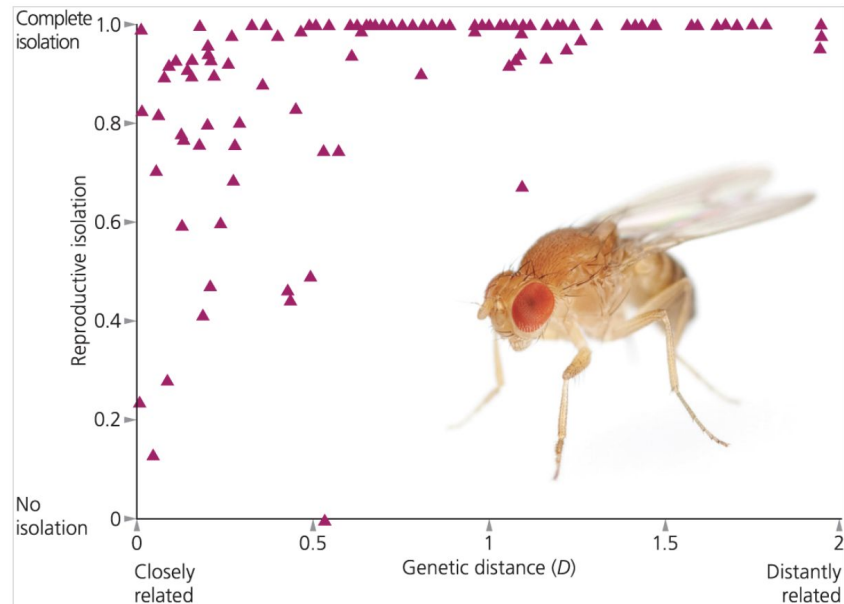 Complete
isolation
1.0
0.8
0.6
0.4
0.2
No
isolation
0
Reproductive isolation
0
0.5
1
1.5
2
Closely
related
Genetic distance (D)
Distantly
related